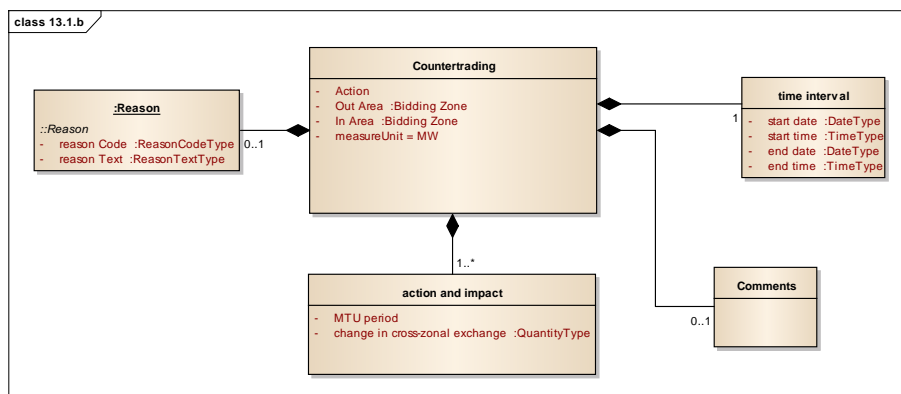 class 13.1.b
Countertrading
- Action
- Out Area :Bidding Zone
- In Area :Bidding Zone
- measureUnit = MW
:Reason
::Reason
- reason Code :ReasonCodeType
- reason Text :ReasonTextType
0..1
time interval
- start date :DateType
- start time :TimeType
- end date :DateType
- end time :TimeType
1
1..*
action and impact
- MTU period
- change in cross-zonal exchange :QuantityType
Comments
0..1